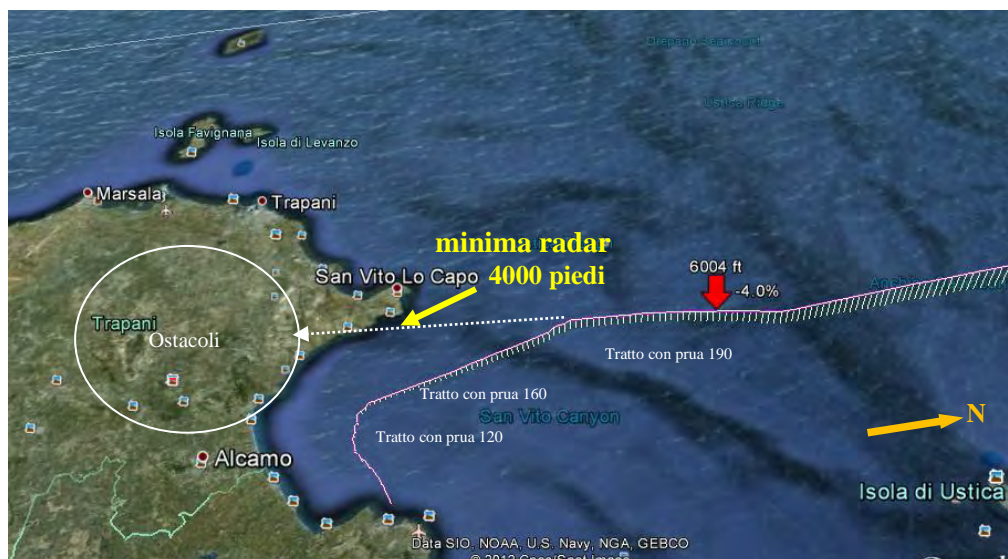 Isola Favignana
Isola di Levanzo
Marsala
Trapani
minima radar
4000 piedi
San Vito Lo Capo
6004 ft
-4.0%
Trapani
Ostacoli
Tratto con prua 190
Tratto con prua 160
San Vito Canyon
Tratto con prua 120
N
Alcamo
Isola di Ustica
Data SIO, NOAA, U.S. Navy, NGA, GEBCO